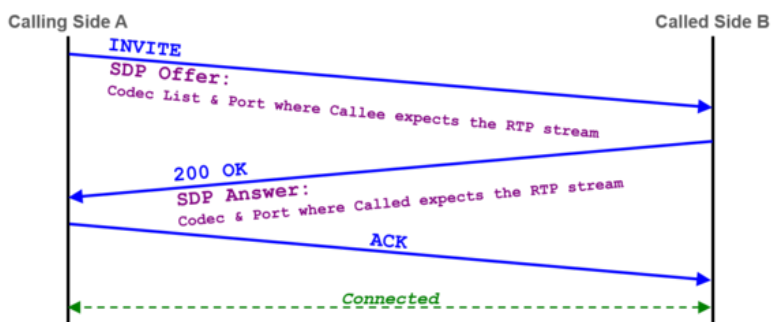 Calling Side A
Called Side B
INVITE
SDP Offer:
Codec List & Port where Callee expects the RTP stream
200 OK
SDP Answer:
Codec & Port where Called expects the RTP stream
ACK
Connected